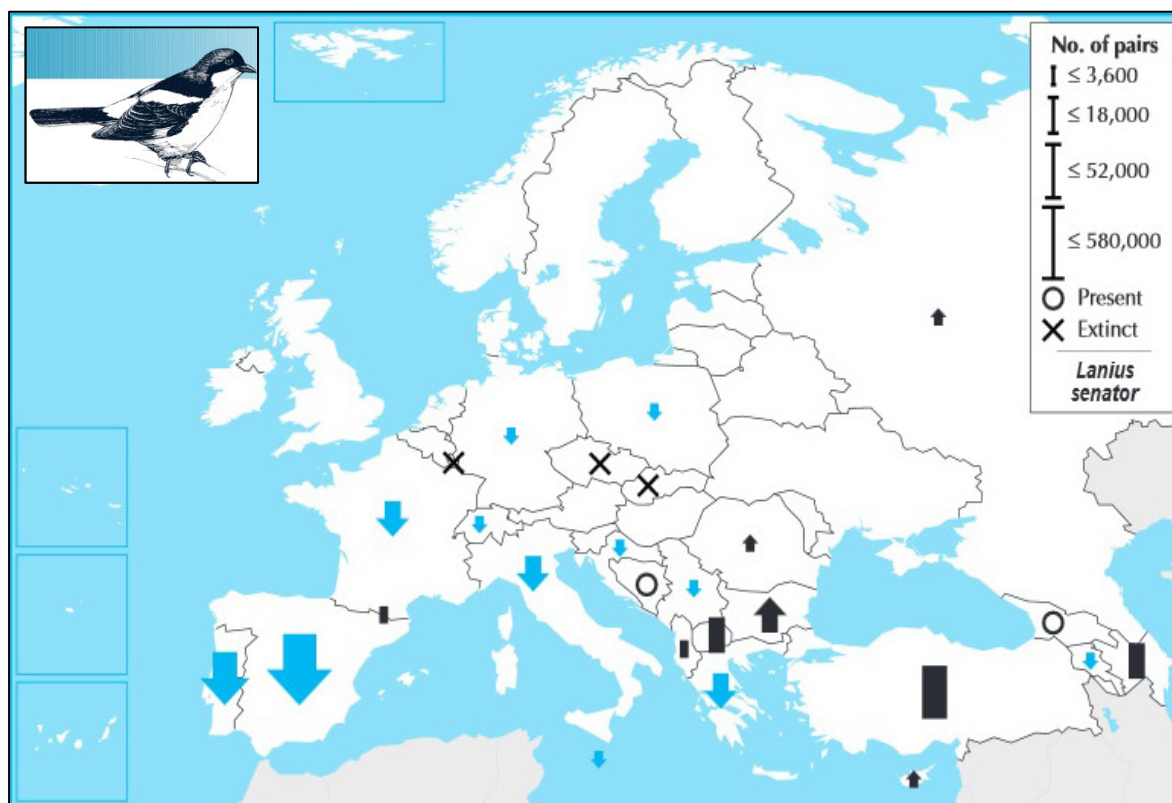 No. of pairs
≤ 3,600
≤ 18,000
≤ 52,000
≤ 580,000
Present
Extinct
Lanius
senator